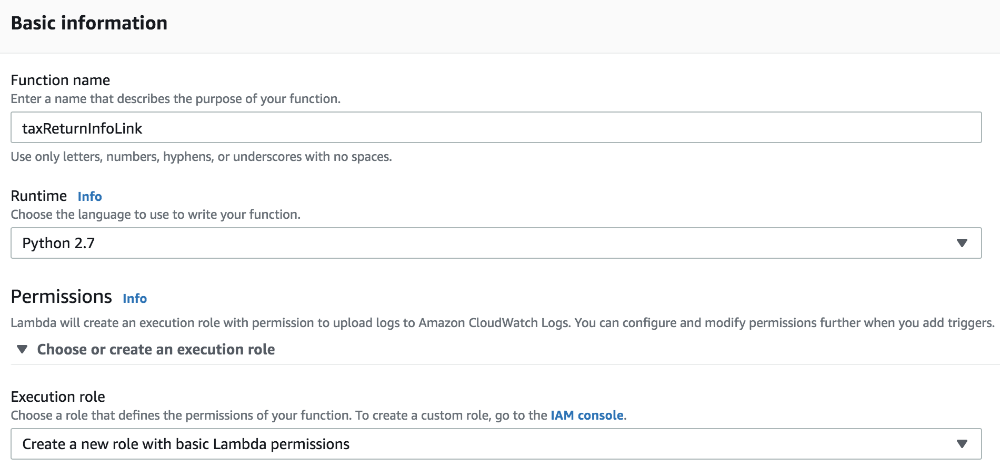 Basic information
Function name
Enter a name that describes the purpose of your function.
taxReturnInfoLink
Use only letters, numbers, hyphens, or underscores with no spaces.
Runtime Info
Choose the language to use to write your function.
Python 2.7
Permissions Info
Lambda will create an execution role with permission to upload logs to Amazon CloudWatch Logs. You can configure and modify permissions further when you add triggers.
Choose or create an execution role
Execution role
Choose a role that defines the permissions of your function. To create a custom role, go to the IAM console.
Create a new role with basic Lambda permissions